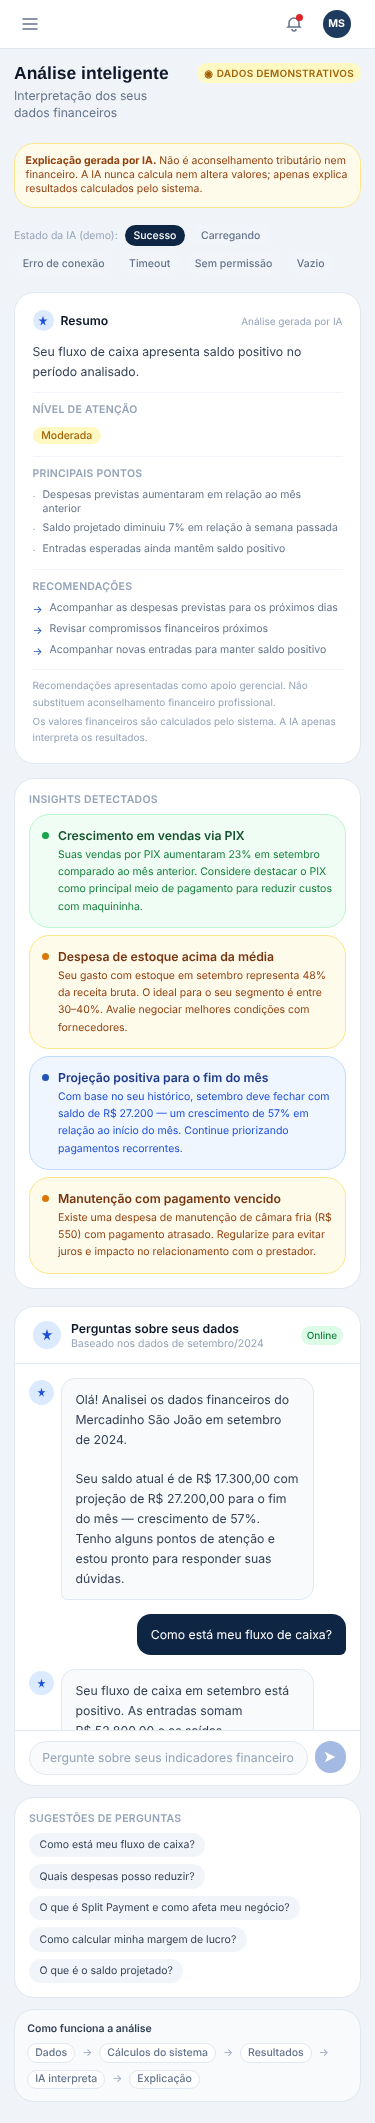 MS
Análise inteligente
DADOS DEMONSTRATIVOS
Interpretação dos seus
dados financeiros
Explicação gerada por IA. Não é aconselhamento tributário nem
financeiro. A IA nunca calcula nem altera valores; apenas explica
resultados calculados pelo sistema.
Estado da IA (demo): Sucesso Carregando
Erro de conexão Timeout Sem permissão Vazio
Resumo
Análise gerada por IA
Seu fluxo de caixa apresenta saldo positivo no
período analisado.
NÍVEL DE ATENÇÃO
Moderada
PRINCIPAIS PONTOS
· Despesas previstas aumentaram em relação ao mês
anterior
· Saldo projetado diminuiu 7% em relação à semana passada
· Entradas esperadas ainda mantêm saldo positivo
RECOMENDAÇÕES
→ Acompanhar as despesas previstas para os próximos dias
→ Revisar compromissos financeiros próximos
→ Acompanhar novas entradas para manter saldo positivo
Recomendações apresentadas como apoio gerencial. Não
substituem aconselhamento financeiro profissional.
Os valores financeiros são calculados pelo sistema. A IA apenas
interpreta os resultados.
INSIGHTS DETECTADOS
Crescimento em vendas via PIX
Suas vendas por PIX aumentaram 23% em setembro
comparado ao mês anterior. Considere destacar o PIX
como principal meio de pagamento para reduzir custos
com maquininha.
Despesa de estoque acima da média
Seu gasto com estoque em setembro representa 48%
da receita bruta. O ideal para o seu segmento é entre
30–40%. Avalie negociar melhores condições com
fornecedores.
Projeção positiva para o fim do mês
Com base no seu histórico, setembro deve fechar com
saldo de R$ 27.200 — um crescimento de 57% em
relação ao início do mês. Continue priorizando
pagamentos recorrentes.
Manutenção com pagamento vencido
Existe uma despesa de manutenção de câmara fria (R$
550) com pagamento atrasado. Regularize para evitar
juros e impacto no relacionamento com o prestador.
Perguntas sobre seus dados
Baseado nos dados de setembro/2024
Online
Olá! Analisei os dados financeiros do
Mercadinho São João em setembro
de 2024.
Seu saldo atual é de R$ 17.300,00 com
projeção de R$ 27.200,00 para o fim
do mês — crescimento de 57%.
Tenho alguns pontos de atenção e
estou pronto para responder suas
dúvidas.
Como está meu fluxo de caixa?
Seu fluxo de caixa em setembro está
positivo. As entradas somam
R$ 52.800,00 e as saídas
Pergunte sobre seus indicadores financeiro
SUGESTÕES DE PERGUNTAS
Como está meu fluxo de caixa?
Quais despesas posso reduzir?
O que é Split Payment e como afeta meu negócio?
Como calcular minha margem de lucro?
O que é o saldo projetado?
Como funciona a análise
Dados → Cálculos do sistema → Resultados →
IA interpreta → Explicação